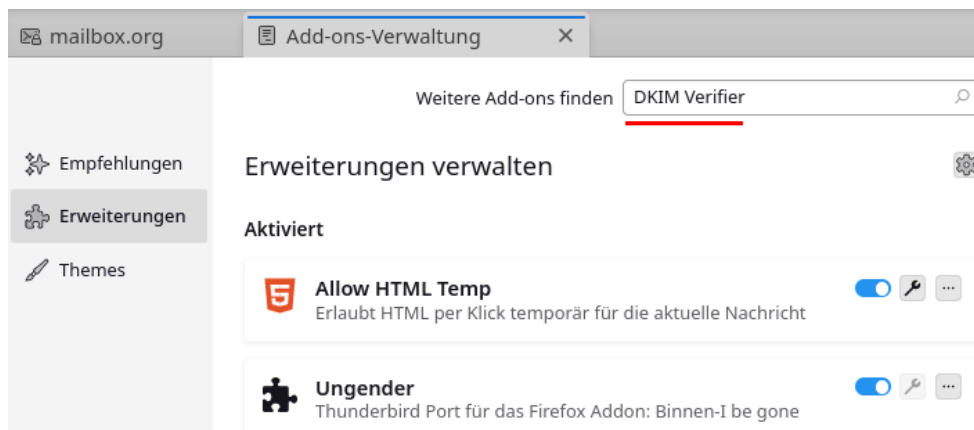 mailbox.org
Add-ons-Verwaltung
Weitere Add-ons finden DKIM Verifier
Empfehlungen
Erweiterungen
Themes
Erweiterungen verwalten
Aktiviert
Allow HTML Temp
Erlaubt HTML per Klick temporär für die aktuelle Nachricht
Ungender
Thunderbird Port für das Firefox Addon: Binnen-I be gone